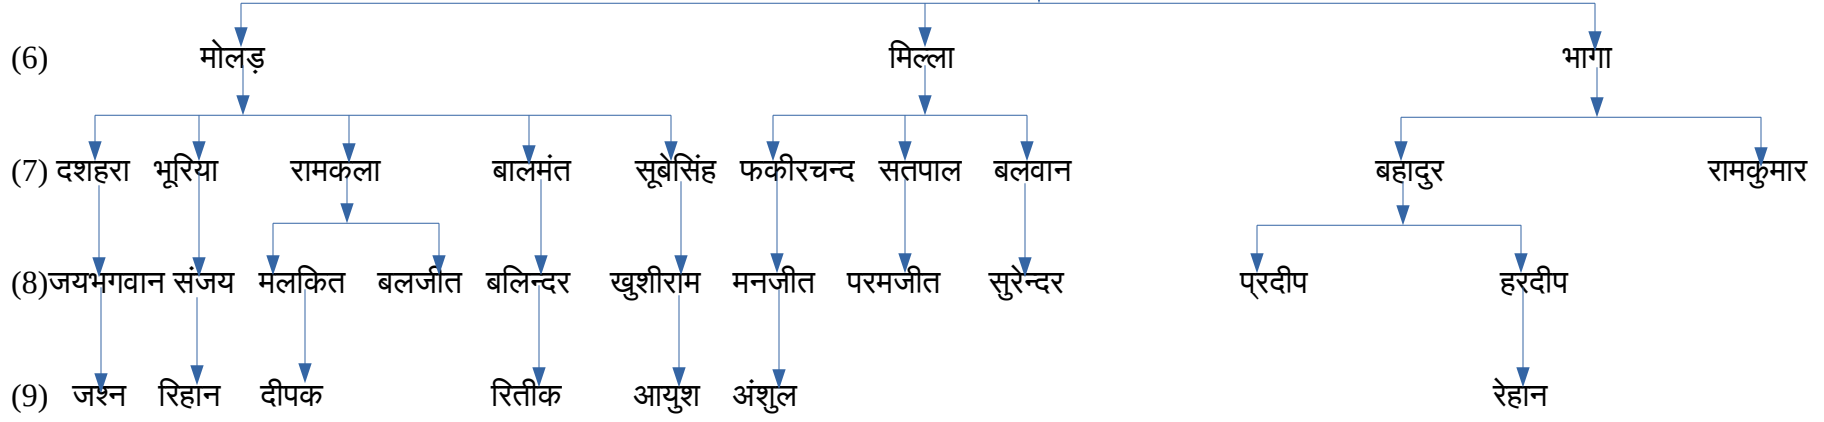 (6) मोलड़ मिल्ला भागा
(7) दशहरा भूरिया रामकला बालमंत सूबेसिंह फकीरचन्द सतपाल बलवान बहादुर रामकुमार
(8) जयभगवान संजय मलकित बलजीत बलिन्दर खुशीराम मनजीत परमजीत सुरेन्दर प्रदीप हरदीप
(9) जश्न रिहान दीपक रितीक आयुश अंशुल रेहान